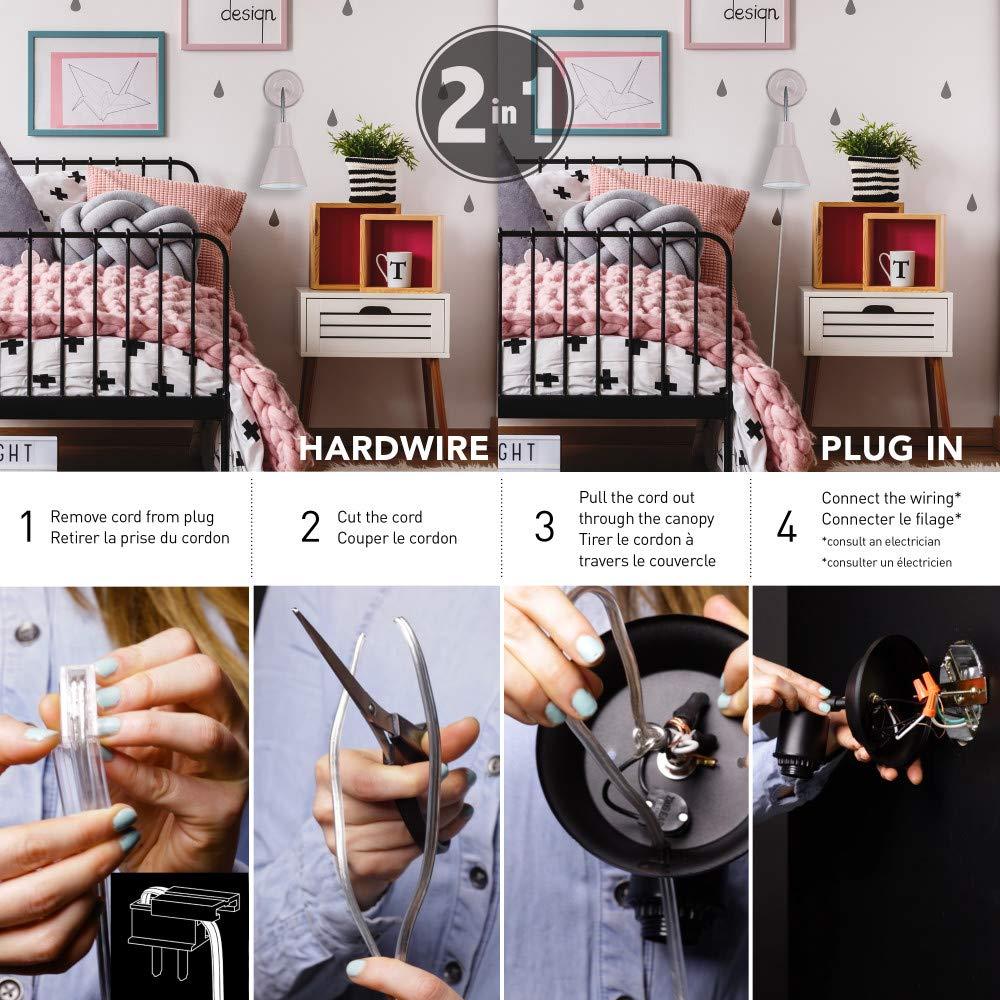 design
design
2 in 1
T
T
GHT
GHT
HARDWIRE
PLUG IN
1
Remove cord from plug
Retirer la prise du cordon
2
Cut the cord
Couper le cordon
3
Pull the cord out
through the canopy
Tirer le cordon à
travers le couvercle
4
Connect the wiring*
Connecter le filage*
*consult an electrician
*consulter un électricien